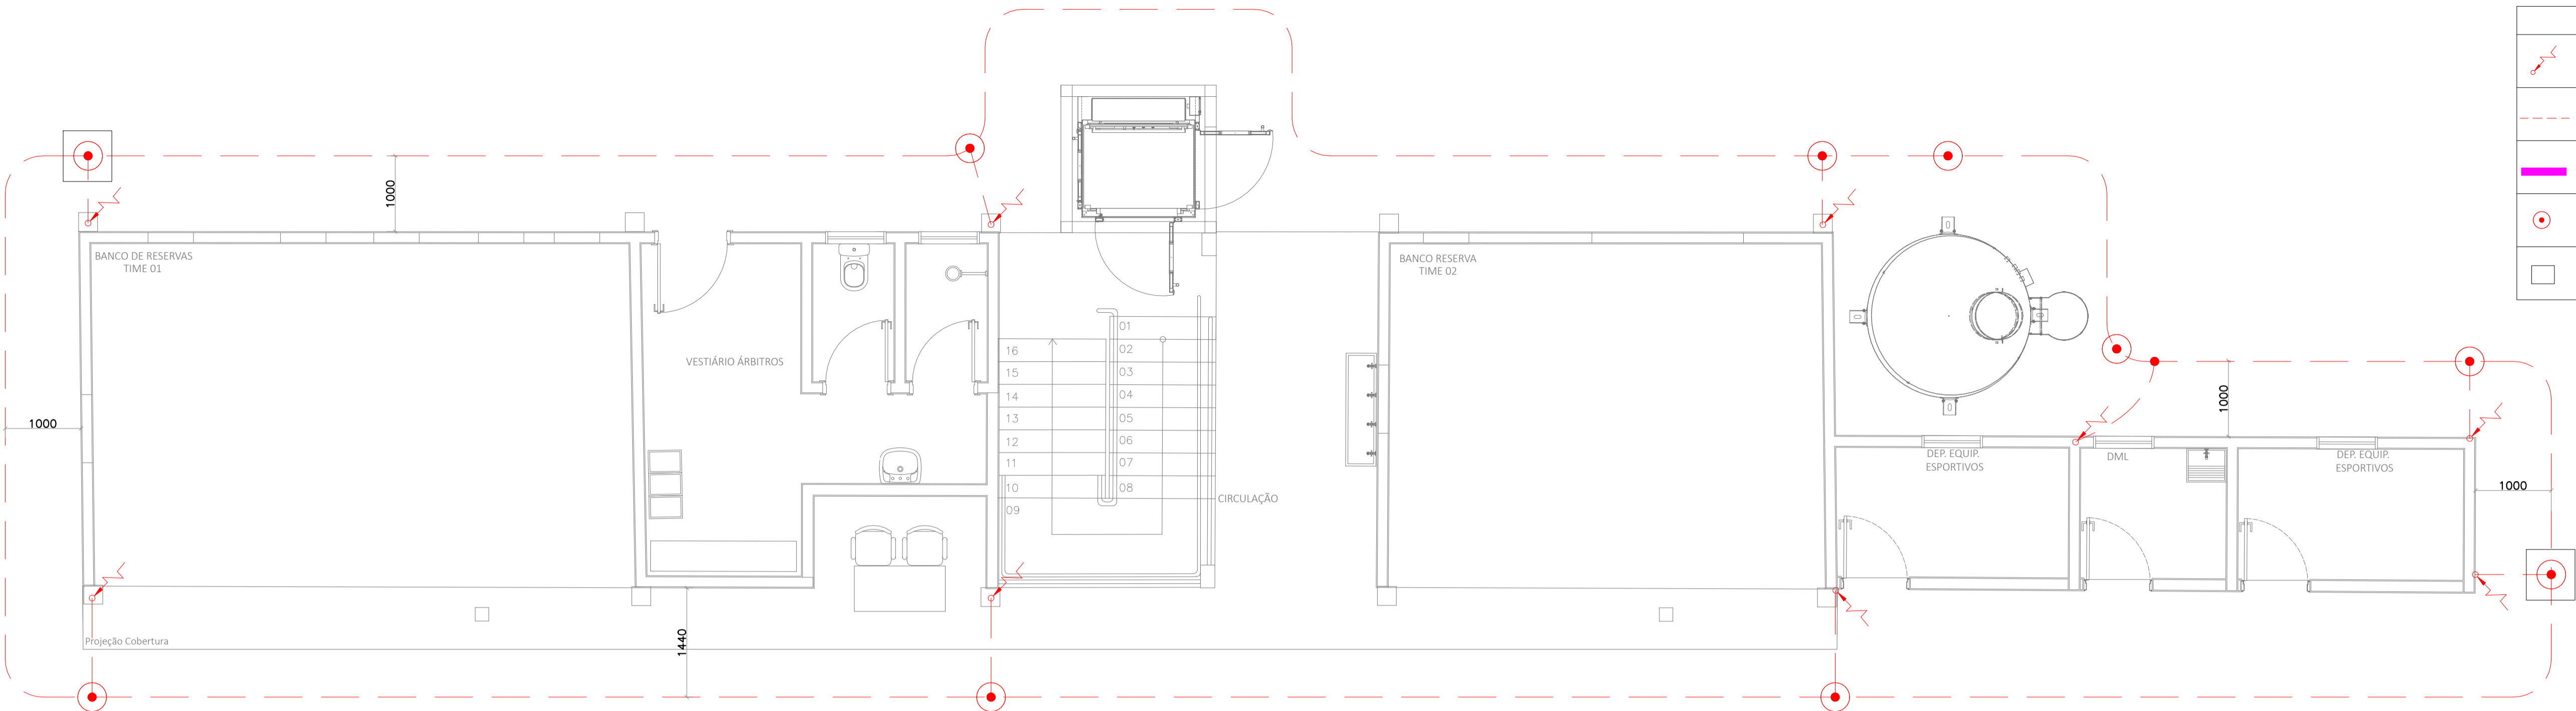 1000
BANCO DE RESERVAS
TIME 01
BANCO RESERVA
TIME 02
01
16
02
VESTIÁRIO ÁRBITROS
15
03
14
04
1000
13
05
1000
12
06
11
07
DEP. EQUIP.
ESPORTIVOS
DML
DEP. EQUIP.
ESPORTIVOS
10
08
CIRCULAÇÃO
1000
09
Projeção Cobertura
1440